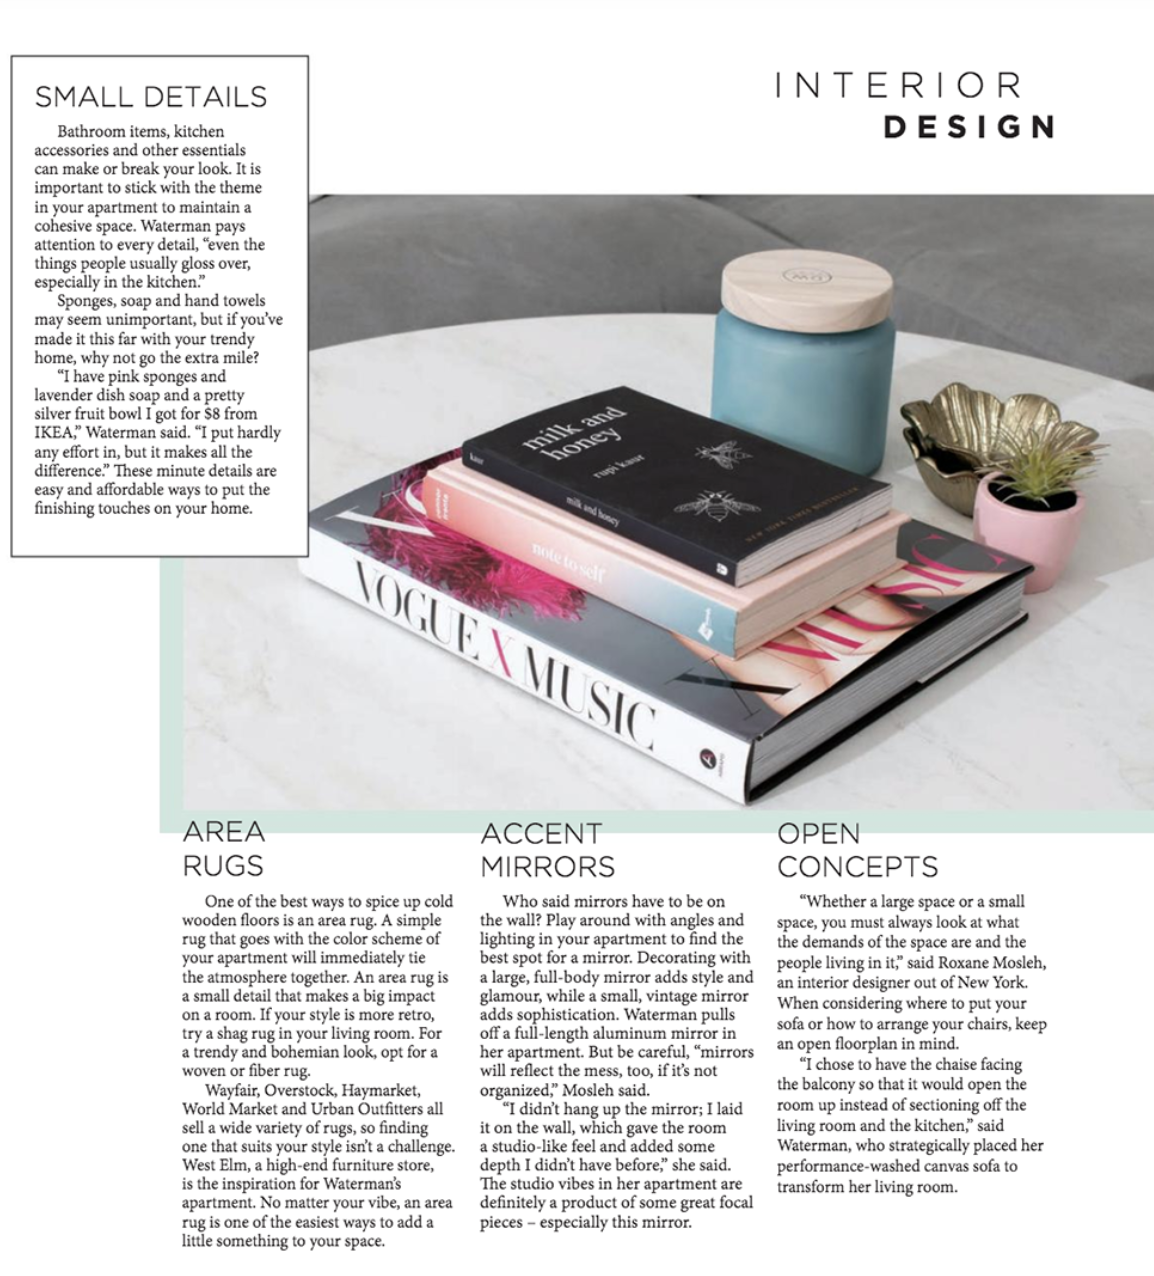 INTERIOR
DESIGN
SMALL DETAILS
Bathroom items, kitchen
accessories and other essentials
can make or break your look. It is
important to stick with the theme
in your apartment to maintain a
cohesive space. Waterman pays
attention to every detail, “even the
things people usually gloss over,
especially in the kitchen.”
Sponges, soap and hand towels
may seem unimportant, but if you’ve
made it this far with your trendy
home, why not go the extra mile?
“I have pink sponges and
lavender dish soap and a pretty
silver fruit bowl I got for $8 from
IKEA,” Waterman said. “I put hardly
any effort in, but it makes all the
difference.” These minute details are
easy and affordable ways to put the
finishing touches on your home.
milk and
honey
rupi kaur
NEW YORK TIMES BESTSELLER
kaur
milk and honey
note to self
MUSIC
VOGUE X MUSIC
AREA
RUGS
One of the best ways to spice up cold
wooden floors is an area rug. A simple
rug that goes with the color scheme of
your apartment will immediately tie
the atmosphere together. An area rug is
a small detail that makes a big impact
on a room. If your style is more retro,
try a shag rug in your living room. For
a trendy and bohemian look, opt for a
woven or fiber rug.
Wayfair, Overstock, Haymarket,
World Market and Urban Outfitters all
sell a wide variety of rugs, so finding
one that suits your style isn’t a challenge.
West Elm, a high-end furniture store,
is the inspiration for Waterman’s
apartment. No matter your vibe, an area
rug is one of the easiest ways to add a
little something to your space.
ACCENT
MIRRORS
Who said mirrors have to be on
the wall? Play around with angles and
lighting in your apartment to find the
best spot for a mirror. Decorating with
a large, full-body mirror adds style and
glamour, while a small, vintage mirror
adds sophistication. Waterman pulls
off a full-length aluminum mirror in
her apartment. But be careful, “mirrors
will reflect the mess, too, if it’s not
organized,” Mosleh said.
“I didn’t hang up the mirror; I laid
it on the wall, which gave the room
a studio-like feel and added some
depth I didn’t have before,” she said.
The studio vibes in her apartment are
definitely a product of some great focal
pieces – especially this mirror.
OPEN
CONCEPTS
“Whether a large space or a small
space, you must always look at what
the demands of the space are and the
people living in it,” said Roxane Mosleh,
an interior designer out of New York.
When considering where to put your
sofa or how to arrange your chairs, keep
an open floorplan in mind.
“I chose to have the chaise facing
the balcony so that it would open the
room up instead of sectioning off the
living room and the kitchen,” said
Waterman, who strategically placed her
performance-washed canvas sofa to
transform her living room.